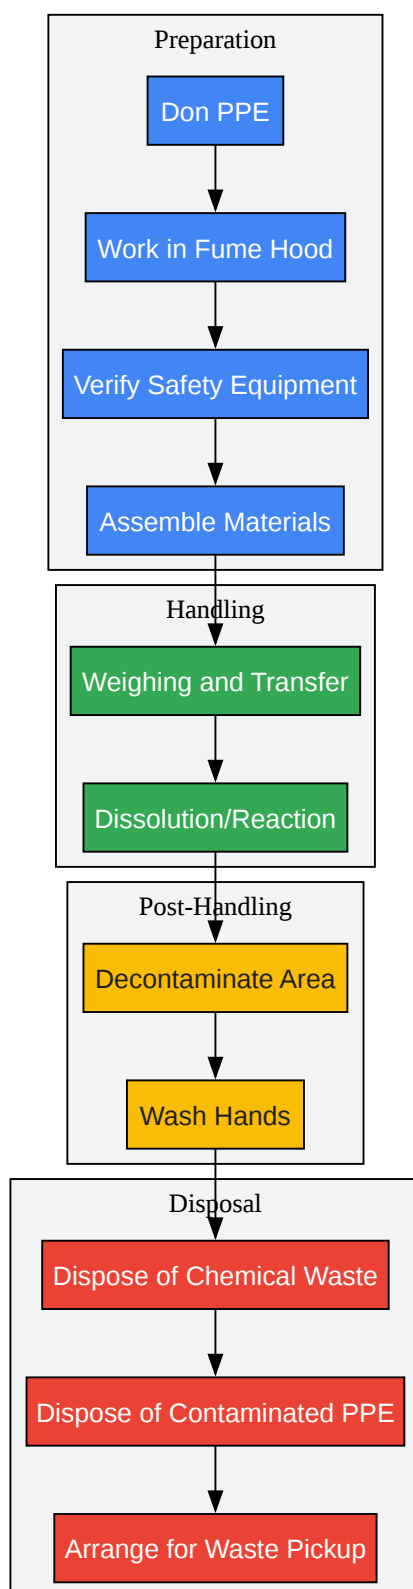 Preparation
Don PPE
Work in Fume Hood
Verify Safety Equipment
Assemble Materials
Handling
Weighing and Transfer
Dissolution/Reaction
Post-Handling
Decontaminate Area
Wash Hands
Disposal
Dispose of Chemical Waste
Dispose of Contaminated PPE
Arrange for Waste Pickup